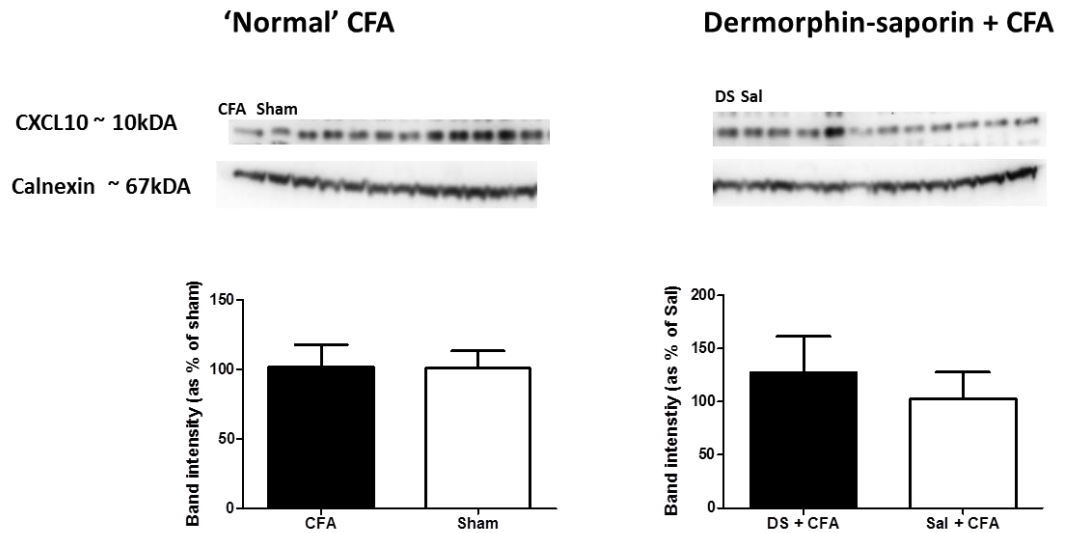 ‘Normal’ CFA
Dermorphin-saporin + CFA
CFA Sham
DS Sal
CXCL10 ~ 10kDA
Calnexin ~ 67kDA
Band intensity (as % of sham)
150
100
50
0
CFA Sham
Band intenstiy (as % of Sal)
200
150
100
50
0
DS + CFA Sal + CFA